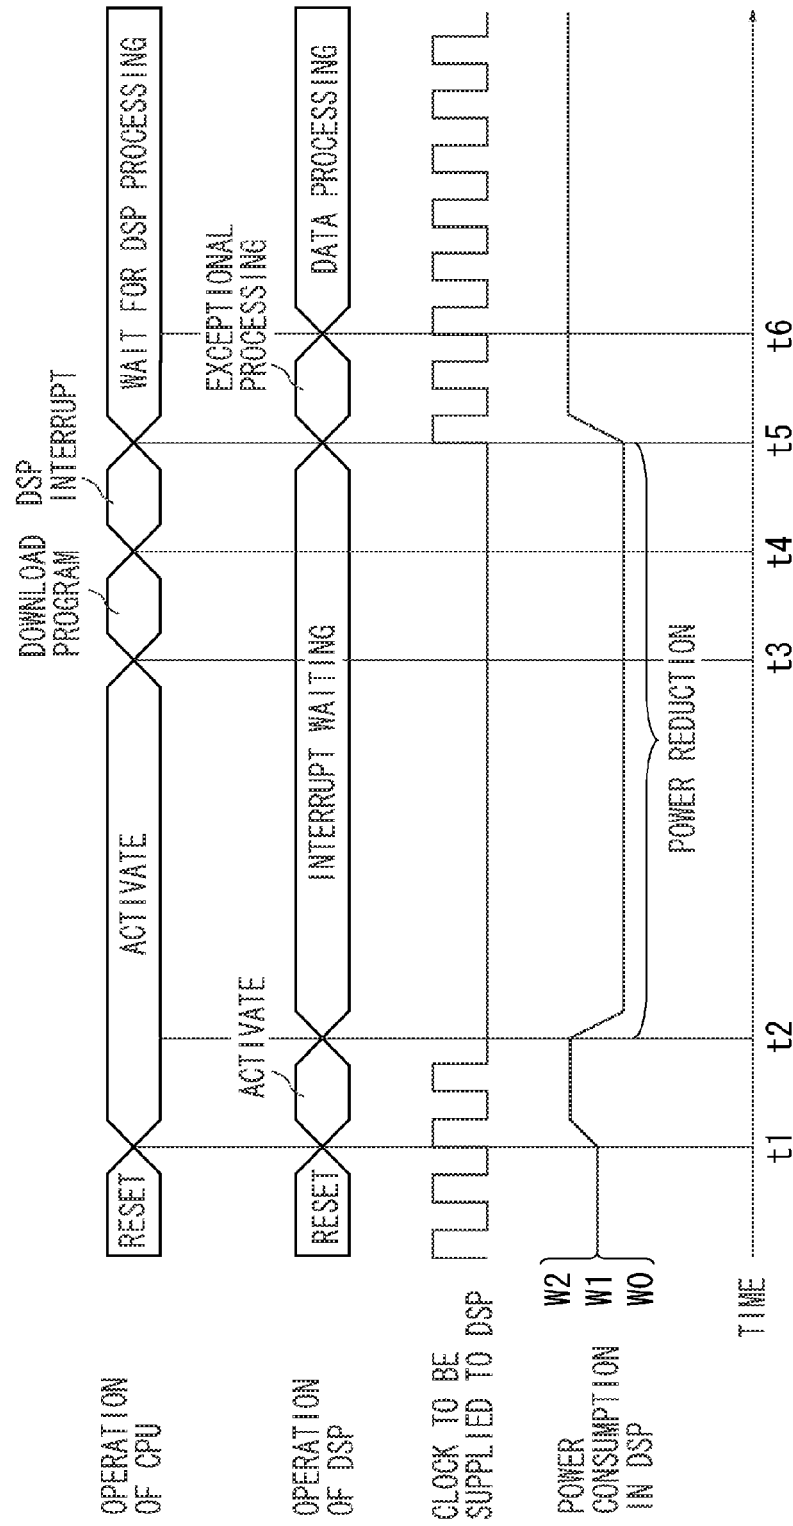 OPERATION
OF CPU
RESET
ACTIVATE
DOWNLOAD
PROGRAM
DSP
INTERRUPT
WAIT FOR DSP PROCESSING
OPERATION
OF DSP
RESET
ACTIVATE
INTERRUPT WAITING
EXCEPTIONAL
PROCESSING
DATA PROCESSING
CLOCK TO BE
SUPPLIED TO DSP
POWER
CONSUMPTION
IN DSP
W2
W1
W0
POWER REDUCTION
TIME
t1
t2
t3
t4
t5
t6